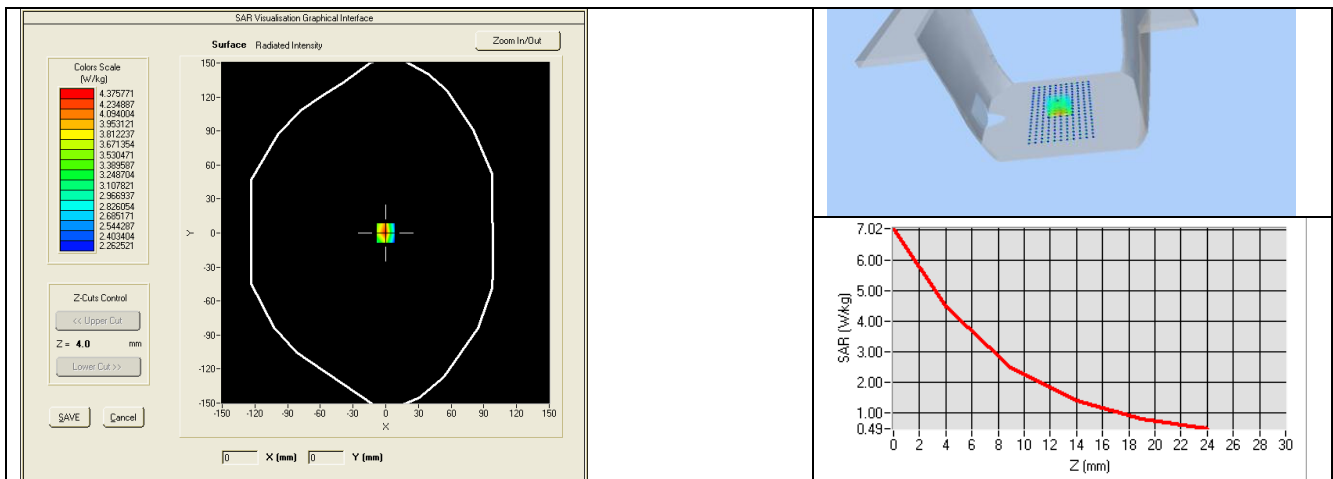 SAR Visualisation Graphical Interface
Surface Radiated Intensity
Zoom In/Out
Colors Scale
(W/kg)
4.375771
4.234887
4.094004
3.953121
3.812237
3.671354
3.530471
3.389587
3.248704
3.107821
2.966937
2.826054
2.685171
2.544287
2.403404
2.262521
Z-Cuts Control
<< Upper Cut
Z = 4.0 mm
Lower Cut >>
SAVE Cancel
150
120
90
60
30
Y 0
-30
-60
-90
-120
-150
-150 -120 -90 -60 -30 0 30 60 90 120 150
X
0 X (mm) 0 Y (mm)
7.02
6.00
5.00
4.00
3.00
2.00
1.00
0.49
SAR (W/kg)
0 2 4 6 8 10 12 14 16 18 20 22 24 26 28 30
Z (mm)